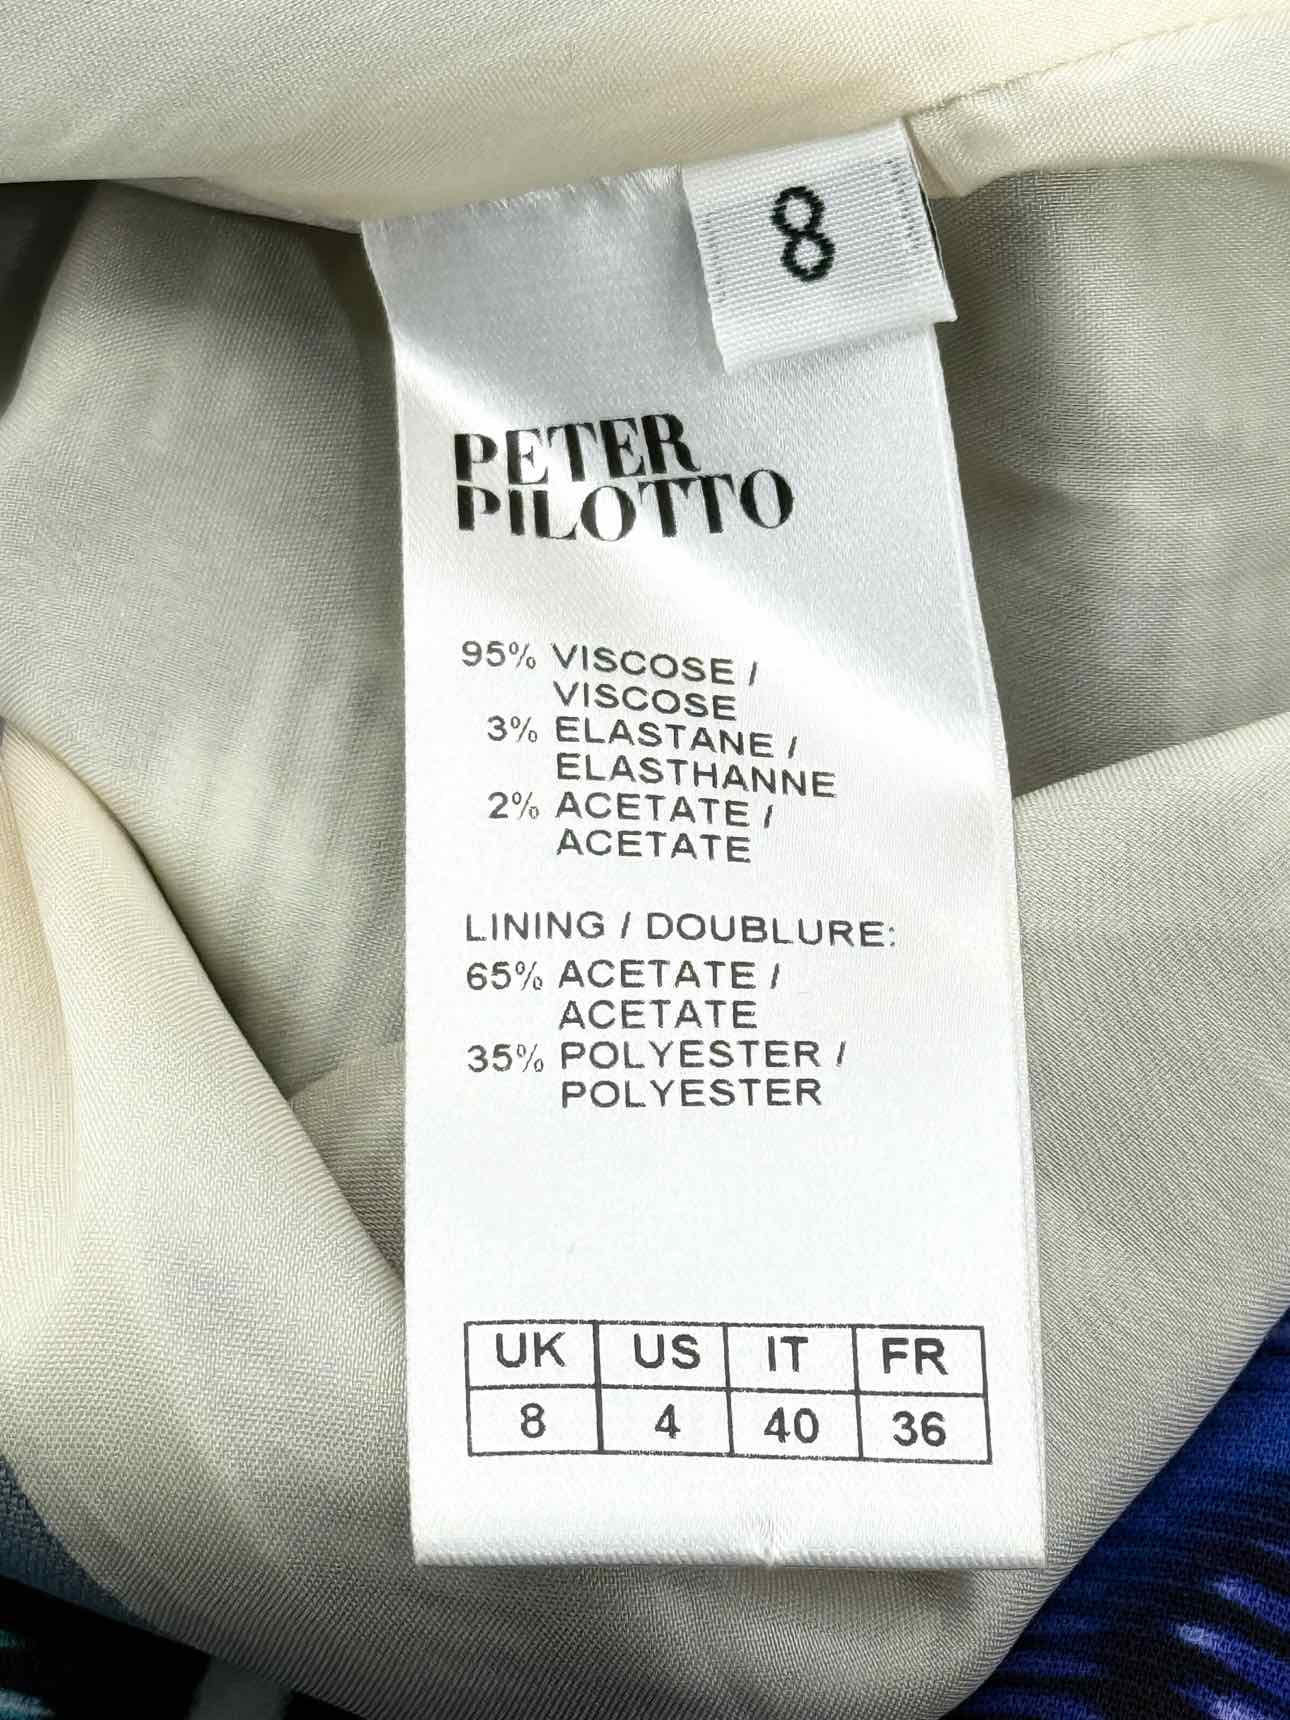 8
PETER
PILOTTO
95% VISCOSE /
VISCOSE
3% ELASTANE /
ELASTHANNE
2% ACETATE /
ACETATE
LINING / DOUBLURE:
65% ACETATE /
ACETATE
35% POLYESTER /
POLYESTER
UK US IT FR
8 4 40 36